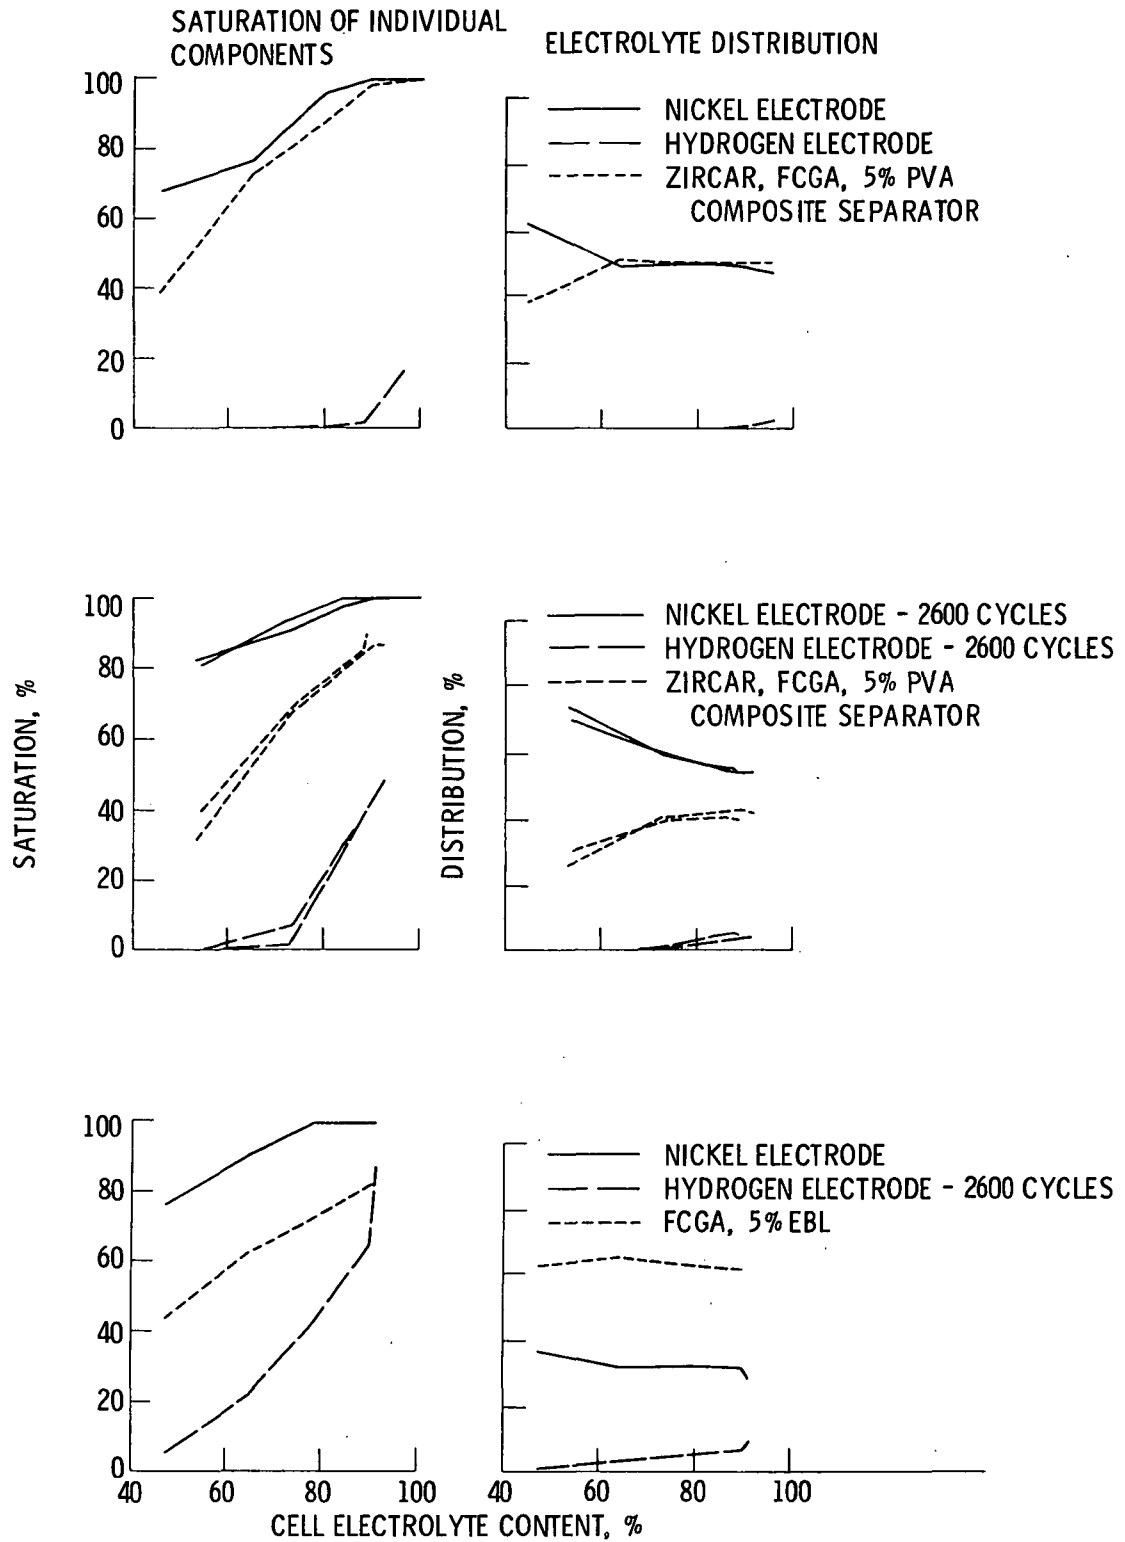 SATURATION OF INDIVIDUAL
COMPONENTS
ELECTROLYTE DISTRIBUTION
100
80
60
40
20
0
NICKEL ELECTRODE
HYDROGEN ELECTRODE
ZIRCAR, FCGA, 5% PVA
COMPOSITE SEPARATOR
SATURATION, %
100
80
60
40
20
0
DISTRIBUTION, %
NICKEL ELECTRODE - 2600 CYCLES
HYDROGEN ELECTRODE - 2600 CYCLES
ZIRCAR, FCGA, 5% PVA
COMPOSITE SEPARATOR
100
80
60
40
20
0
40 60 80 100
NICKEL ELECTRODE
HYDROGEN ELECTRODE - 2600 CYCLES
FCGA, 5% EBL
40 60 80 100
CELL ELECTROLYTE CONTENT, %